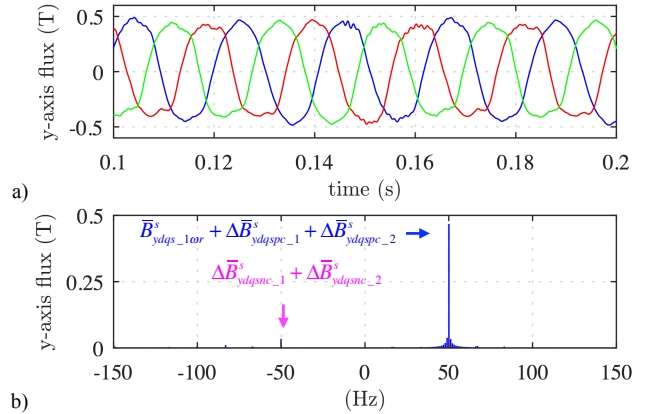 y-axis flux (T)
0.5
0
-0.5
0.1 0.12 0.14 0.16 0.18 0.2
time (s)
a)
y-axis flux (T)
0.5
0.25
0
B̅ˢ_ydqs_1ωr + ΔB̅ˢ_ydqspc_1 + ΔB̅ˢ_ydqspc_2
ΔB̅ˢ_ydqsnc_1 + ΔB̅ˢ_ydqsnc_2
-150 -100 -50 0 50 100 150
(Hz)
b)